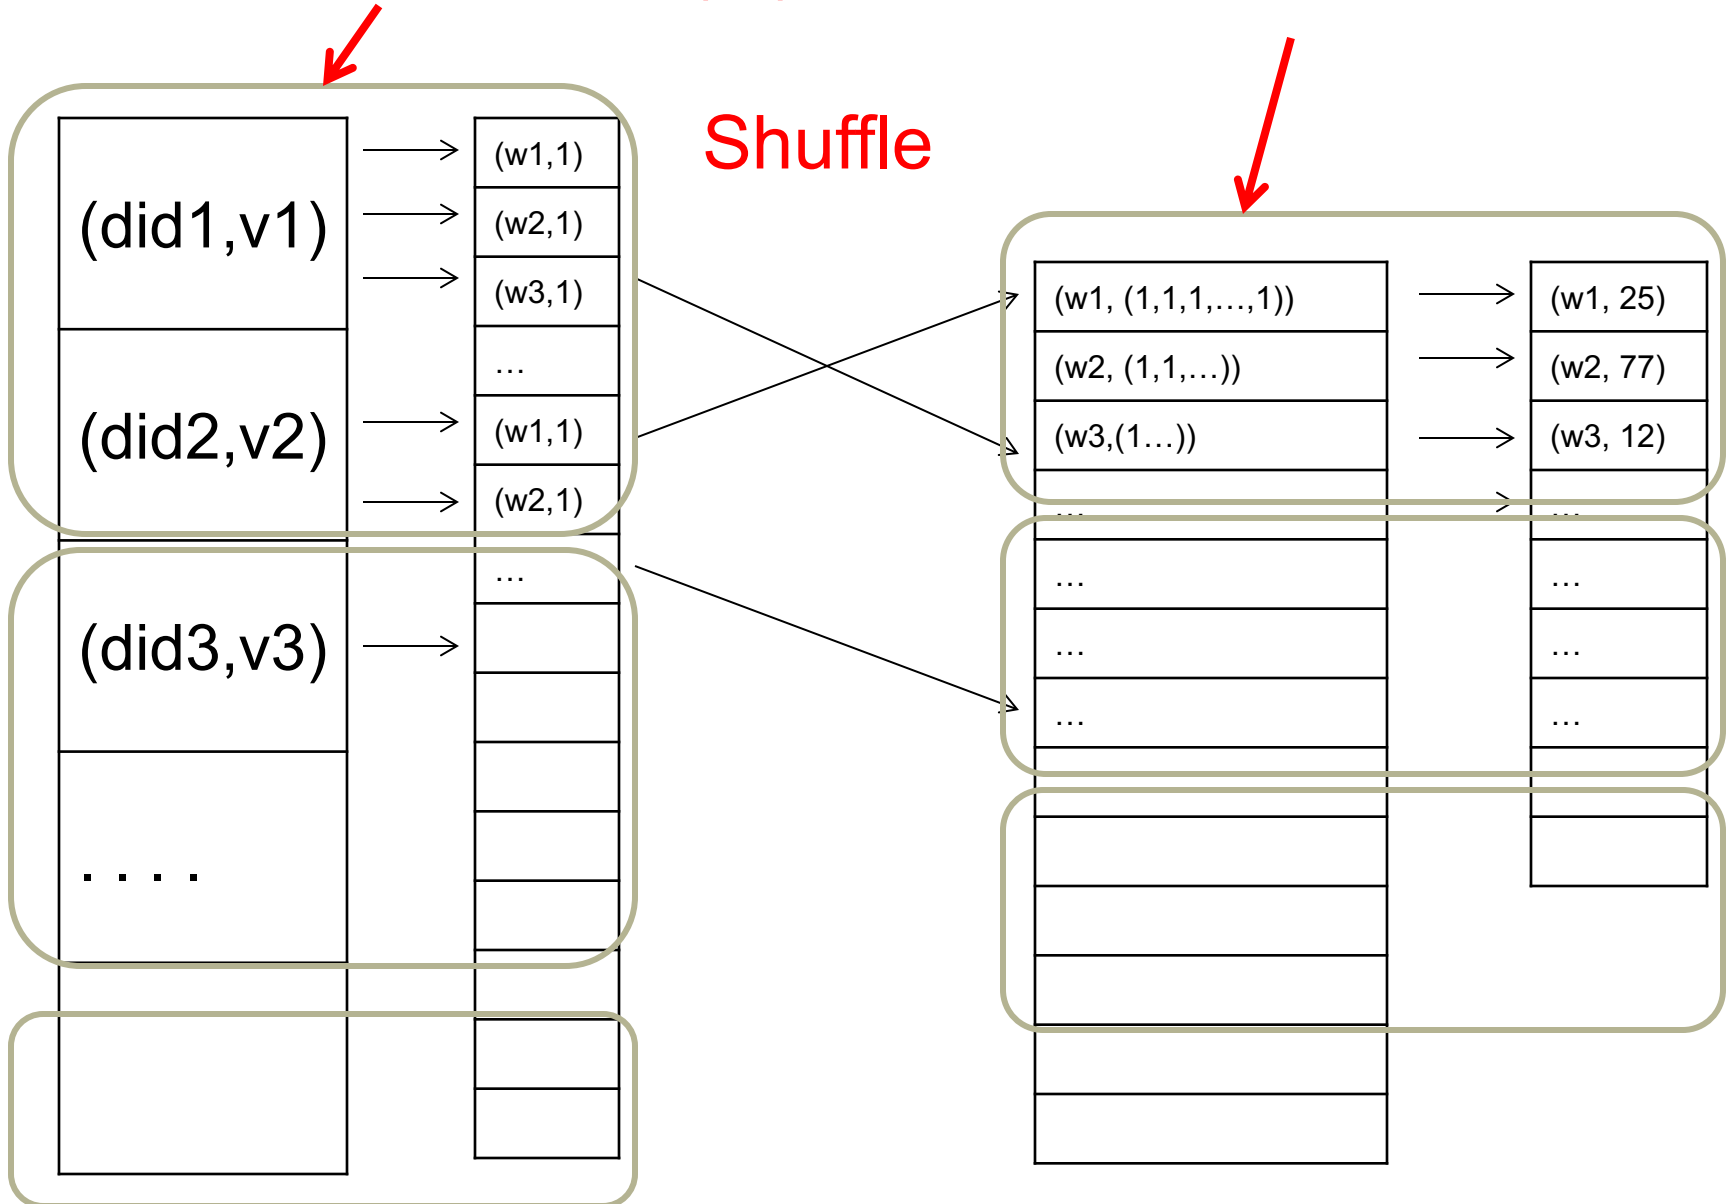 Shuffle
(did1,v1)
(did2,v2)
(did3,v3)
. . . .
(w1,1)
(w2,1)
(w3,1)
…
(w1,1)
(w2,1)
…
(w1, (1,1,1,…,1))
(w2, (1,1,…))
(w3,(1…))
…
…
…
…
(w1, 25)
(w2, 77)
(w3, 12)
…
…
…
…